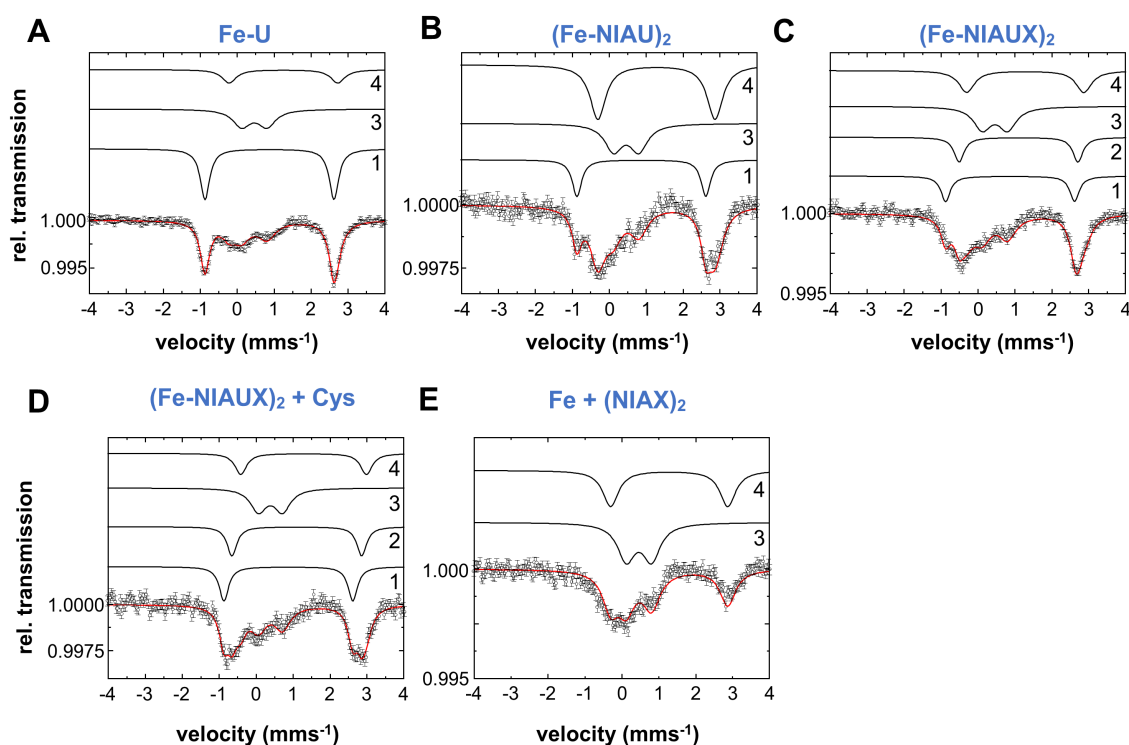 A
Fe-U
rel. transmission
4
3
1
1.000
0.995
-4 -3 -2 -1 0 1 2 3 4
velocity (mms⁻¹)
B
(Fe-NIAU)₂
4
3
1
1.0000
0.9975
-4 -3 -2 -1 0 1 2 3 4
velocity (mms⁻¹)
C
(Fe-NIAUX)₂
4
3
2
1
1.000
0.995
-4 -3 -2 -1 0 1 2 3 4
velocity (mms⁻¹)
D
(Fe-NIAUX)₂ + Cys
rel. transmission
4
3
2
1
1.0000
0.9975
-4 -3 -2 -1 0 1 2 3 4
velocity (mms⁻¹)
E
Fe + (NIAX)₂
4
3
1.000
0.995
-4 -3 -2 -1 0 1 2 3 4
velocity (mms⁻¹)